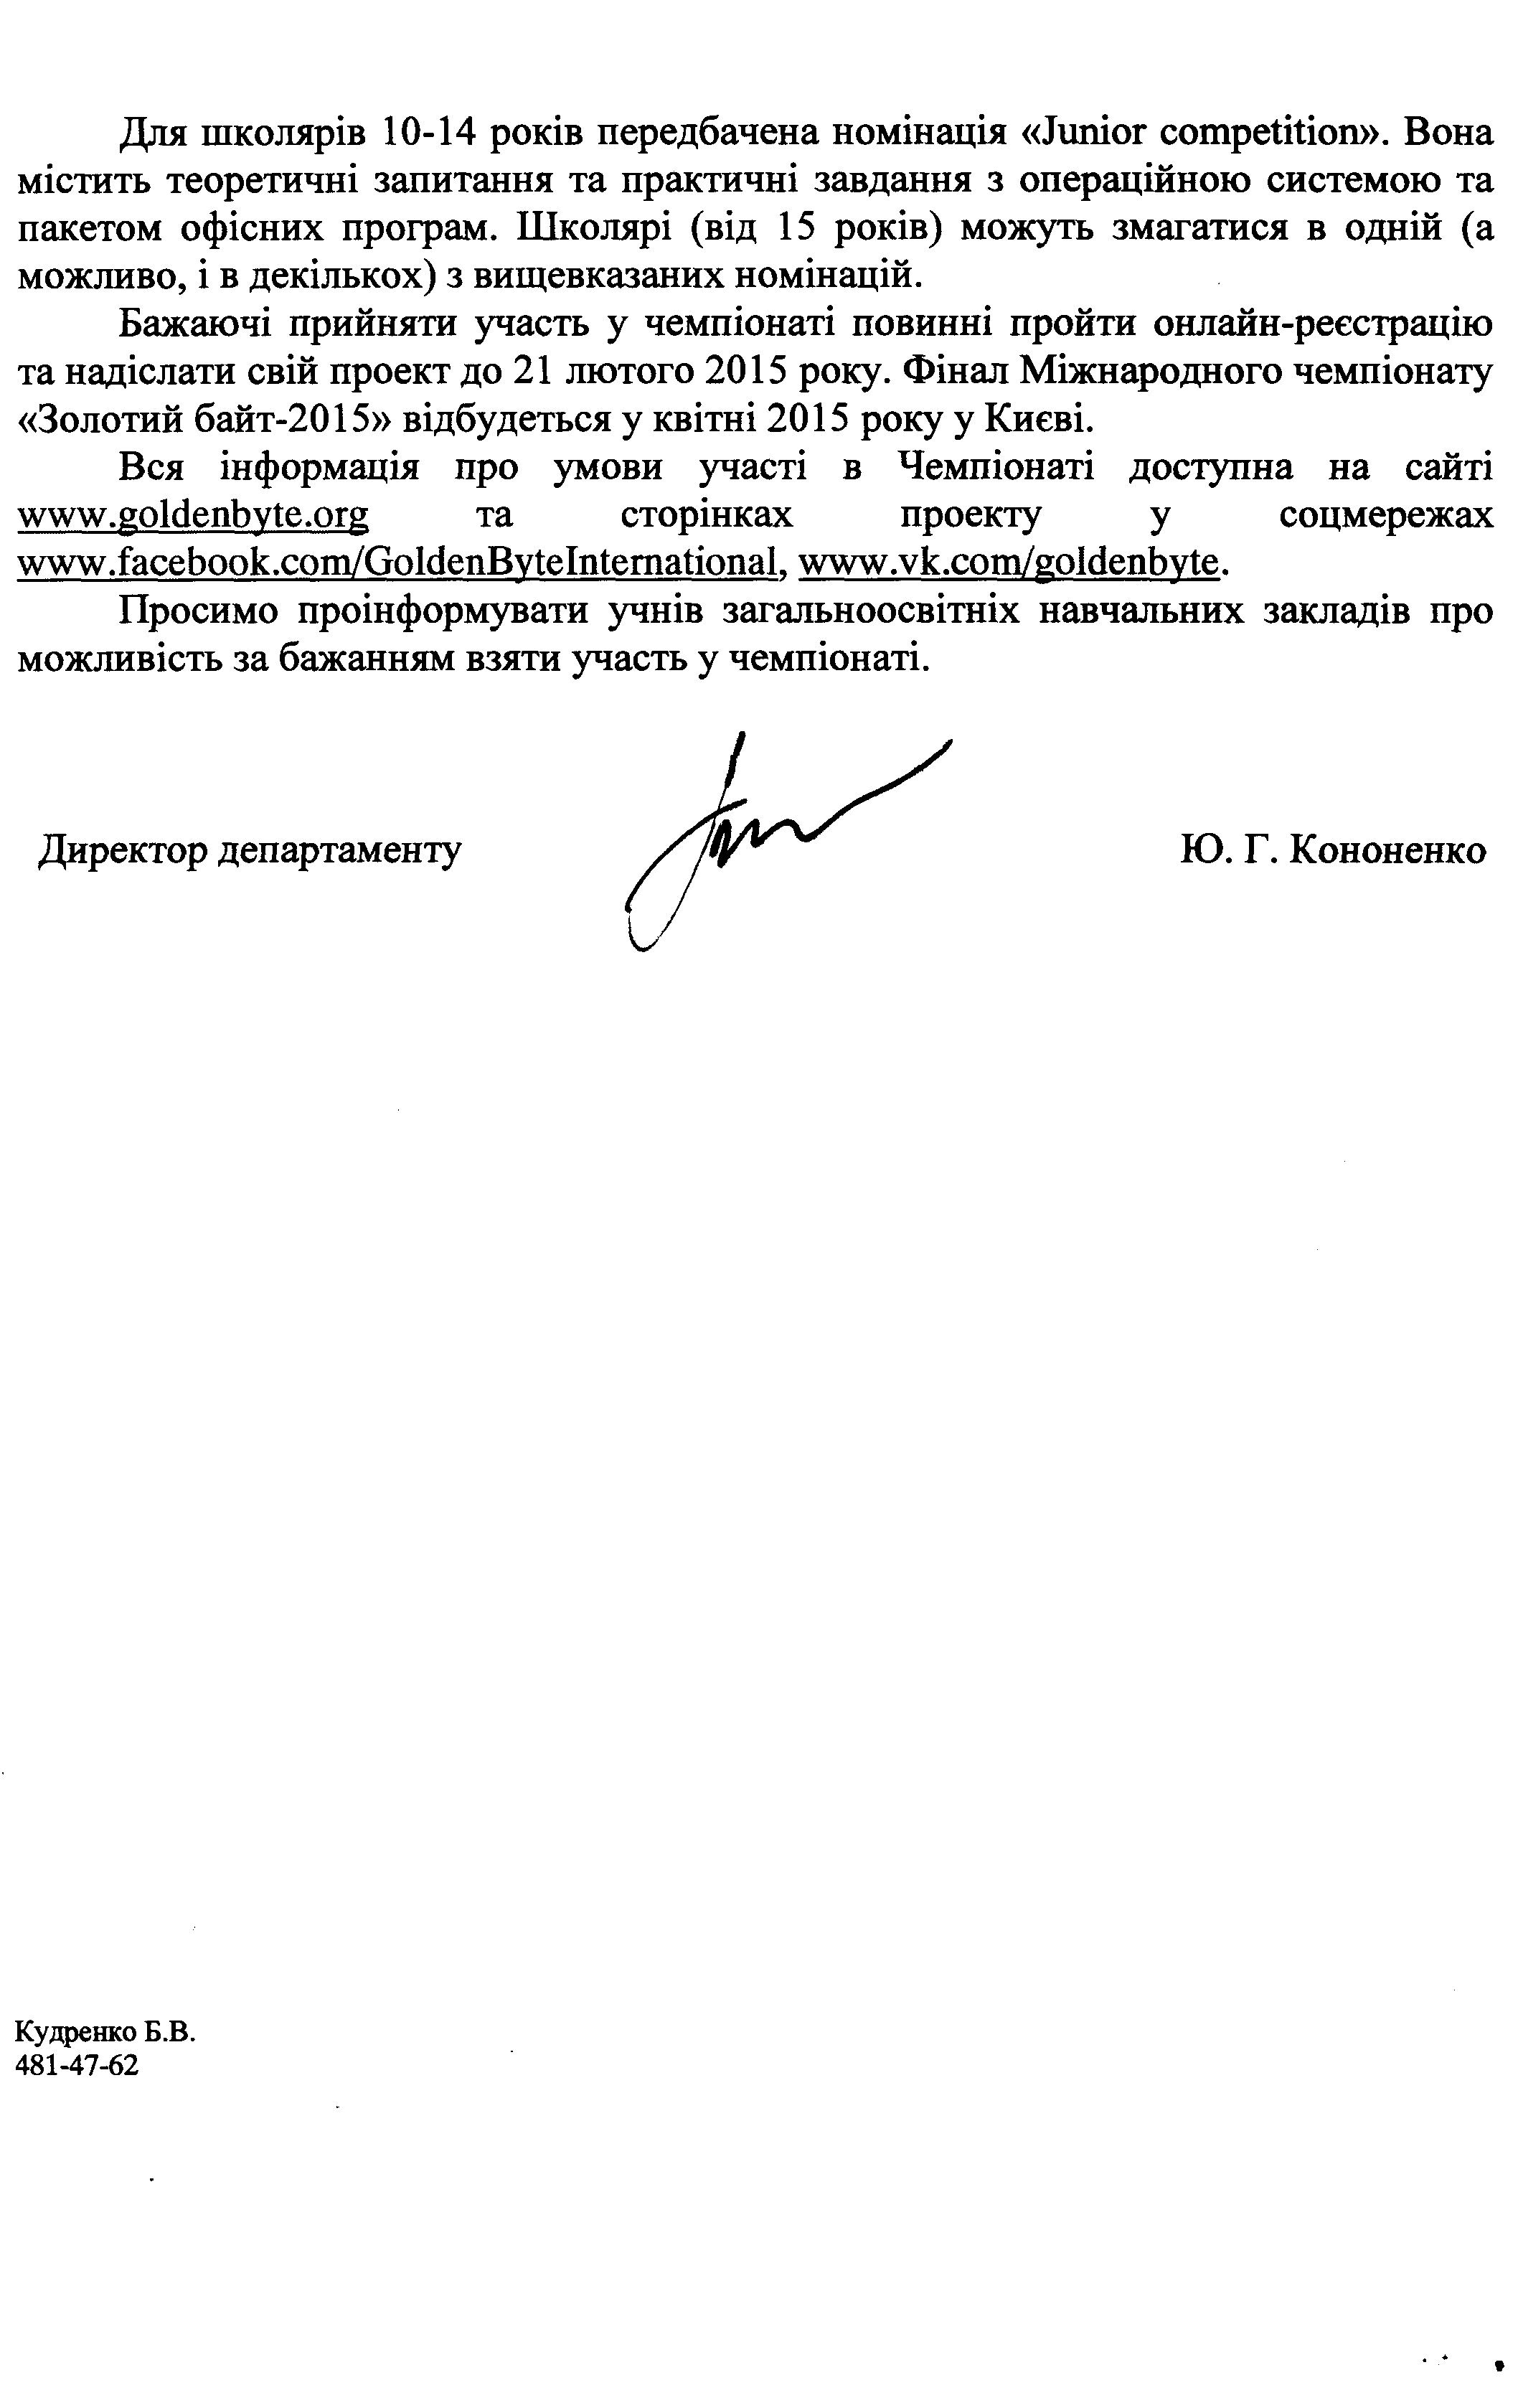 Для школярів 10-14 років передбачена номінація «Junior competition». Вона
містить теоретичні запитання та практичні завдання з операційною системою та
пакетом офісних програм. Школярі (від 15 років) можуть змагатися в одній (а
можливо, і в декількох) з вищевказаних номінацій.
Бажаючі прийняти участь у чемпіонаті повинні пройти онлайн-реєстрацію
та надіслати свій проект до 21 лютого 2015 року. Фінал Міжнародного чемпіонату
«Золотий байт-2015» відбудеться у квітні 2015 року у Києві.
Вся інформація про умови участі в Чемпіонаті доступна на сайті
www.goldenbyte.org та сторінках проекту у соцмережах
www.facebook.com/GoldenByteInternational, www.vk.com/goldenbyte.
Просимо проінформувати учнів загальноосвітніх навчальних закладів про
можливість за бажанням взяти участь у чемпіонаті.
Директор департаменту Ю. Г. Кононенко
Кудренко Б.В.
481-47-62